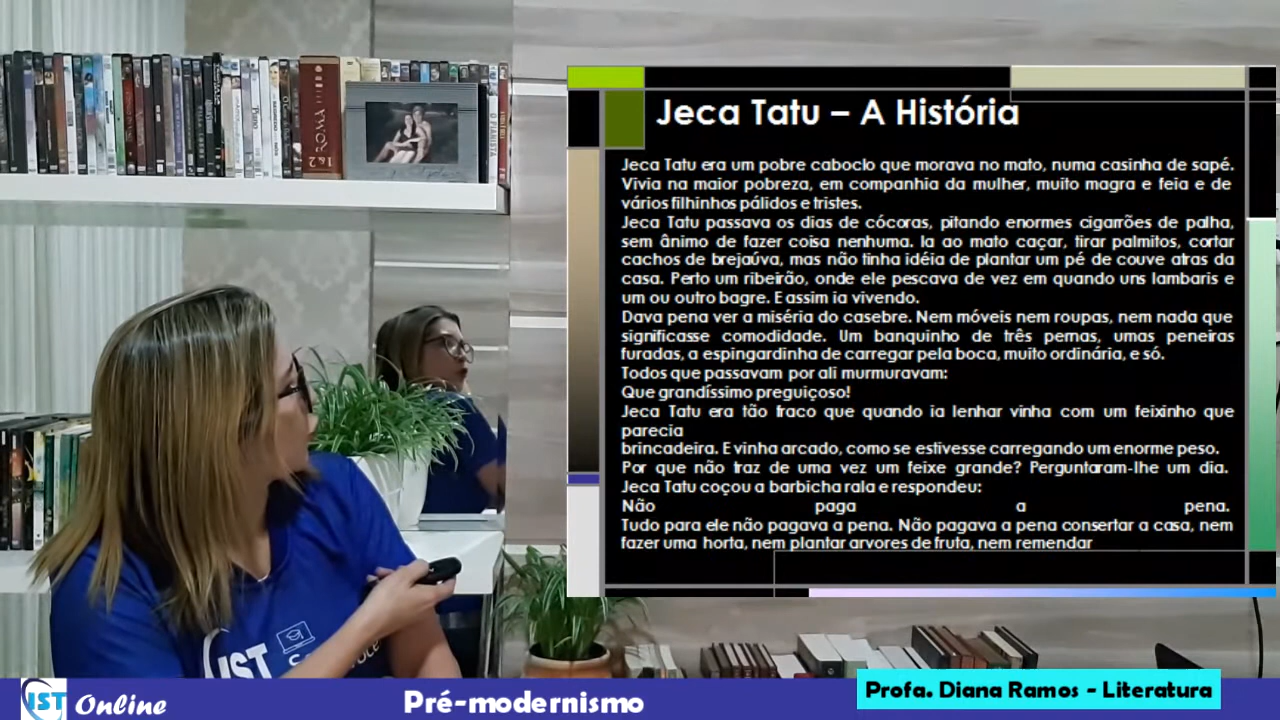 Jeca Tatu – A História
Jeca Tatu era um pobre caboclo que morava no mato, numa casinha de sapé.
Vivia na maior pobreza, em companhia da mulher, muito magra e feia e de
vários filhinhos pálidos e tristes.
Jeca Tatu passava os dias de cócoras, pitando enormes cigarrões de palha,
sem ânimo de fazer coisa nenhuma. Ia ao mato caçar, tirar palmitos, cortar
cachos de brejaúva, mas não tinha idéia de plantar um pé de couve atras da
casa. Perto um ribeirão, onde ele pescava de vez em quando uns lambaris e
um ou outro bagre. E assim ia vivendo.
Dava pena ver a miséria do casebre. Nem móveis nem roupas, nem nada que
significasse comodidade. Um banquinho de três pernas, umas peneiras
furadas, a espingardinha de carregar pela boca, muito ordinária, e só.
Todos que passavam por ali murmuravam:
Que grandíssimo preguiçoso!
Jeca Tatu era tão fraco que quando ia lenhar vinha com um feixinho que
parecia
brincadeira. E vinha arcado, como se estivesse carregando um enorme peso.
Por que não traz de uma vez um feixe grande? Perguntaram-lhe um dia.
Jeca Tatu coçou a barbicha rala e respondeu:
Não paga a pena.
Tudo para ele não pagava a pena. Não pagava a pena consertar a casa, nem
fazer uma horta, nem plantar arvores de fruta, nem remendar
ROMA
1&2
O PIANISTA
IST
IST Online
Pré-modernismo
Profa. Diana Ramos - Literatura